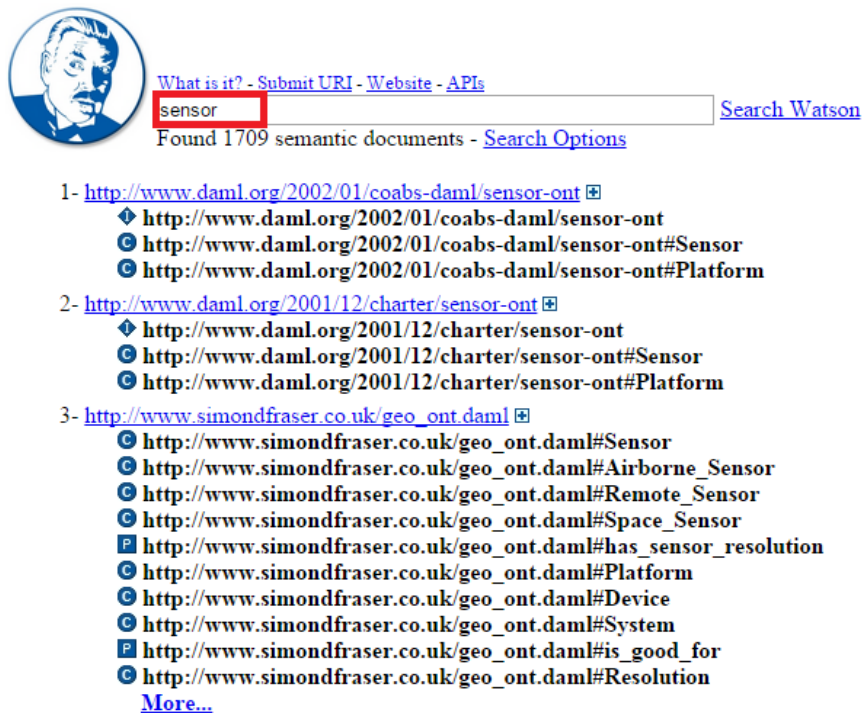 What is it? - Submit URI - Website - APIs
sensor Search Watson
Found 1709 semantic documents - Search Options
1- http://www.daml.org/2002/01/coabs-daml/sensor-ont
I http://www.daml.org/2002/01/coabs-daml/sensor-ont
C http://www.daml.org/2002/01/coabs-daml/sensor-ont#Sensor
C http://www.daml.org/2002/01/coabs-daml/sensor-ont#Platform
2- http://www.daml.org/2001/12/charter/sensor-ont
I http://www.daml.org/2001/12/charter/sensor-ont
C http://www.daml.org/2001/12/charter/sensor-ont#Sensor
C http://www.daml.org/2001/12/charter/sensor-ont#Platform
3- http://www.simondfraser.co.uk/geo_ont.daml
C http://www.simondfraser.co.uk/geo_ont.daml#Sensor
C http://www.simondfraser.co.uk/geo_ont.daml#Airborne_Sensor
C http://www.simondfraser.co.uk/geo_ont.daml#Remote_Sensor
C http://www.simondfraser.co.uk/geo_ont.daml#Space_Sensor
P http://www.simondfraser.co.uk/geo_ont.daml#has_sensor_resolution
C http://www.simondfraser.co.uk/geo_ont.daml#Platform
C http://www.simondfraser.co.uk/geo_ont.daml#Device
C http://www.simondfraser.co.uk/geo_ont.daml#System
P http://www.simondfraser.co.uk/geo_ont.daml#is_good_for
C http://www.simondfraser.co.uk/geo_ont.daml#Resolution
More...